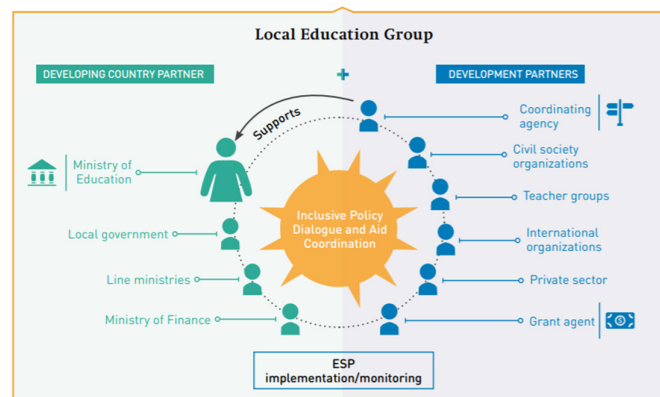 Local Education Group
DEVELOPING COUNTRY PARTNER
+
DEVELOPMENT PARTNERS
Supports
Coordinating
agency
Civil society
organizations
Ministry of
Education
Teacher groups
Inclusive Policy
Dialogue and Aid
Coordination
Local government
International
organizations
Line ministries
Private sector
Ministry of Finance
Grant agent
$
ESP
implementation/monitoring